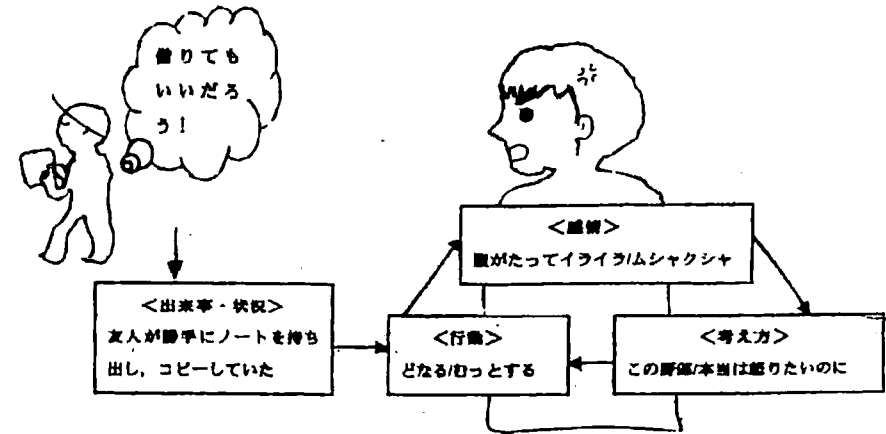 借りても
いいだろ
う！
＜感情＞
腹がたってイライラ/ムシャクシャ
＜出来事・状況＞
友人が勝手にノートを持ち
出し，コピーしていた
＜行動＞
どなる/むっとする
＜考え方＞
この野郎/本当は怒りたいのに